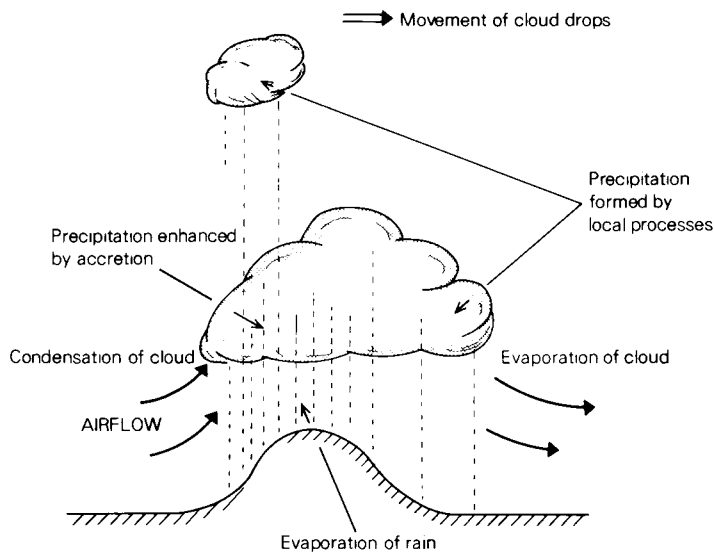 Movement of cloud drops
Precipitation
formed by
local processes
Precipitation enhanced
by accretion
Condensation of cloud
Evaporation of cloud
AIRFLOW
Evaporation of rain